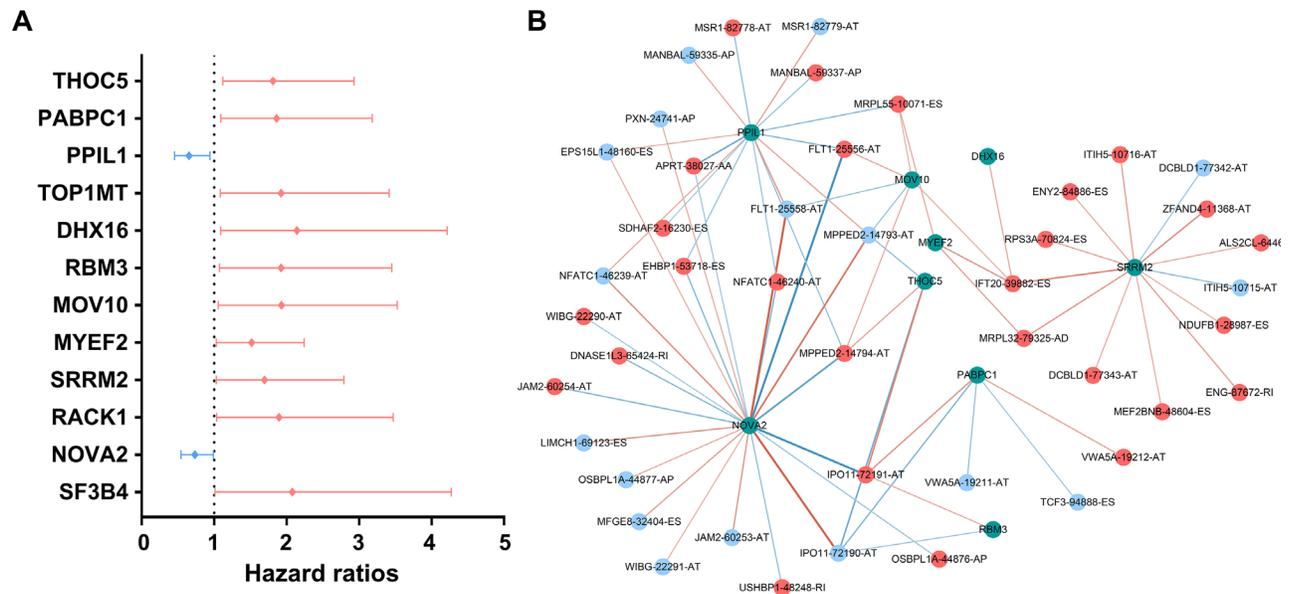 A
THOC5
PABPC1
PPIL1
TOP1MT
DHX16
RBM3
MOV10
MYEF2
SRRM2
RACK1
NOVA2
SF3B4
0 1 2 3 4 5
Hazard ratios
B
MSR1-82778-AT
MSR1-82779-AT
MANBAL-59335-AP
MANBAL-59337-AP
MRPL55-10071-ES
PXN-24741-AP
PPIL1
EPS15L1-48160-ES
APRT-38027-AA
FLT1-25556-AT
DHX16
ITIH5-10716-AT
DCBLD1-77342-AT
MOV10
ENY2-84886-ES
FLT1-25558-AT
ZFAND4-11368-AT
SDHAF2-16230-ES
MPPED2-14793-AT
MYEF2
RPS3A-70824-ES
ALS2CL-6446
EHBP1-53718-ES
SRRM2
NFATC1-46239-AT
NFATC1-46240-AT
THOC5
IFT20-39882-ES
ITIH5-10715-AT
WIBG-22290-AT
NDUFB1-28987-ES
MRPL32-79325-AD
DNASE1L3-65424-RI
MPPED2-14794-AT
JAM2-60254-AT
PABPC1
DCBLD1-77343-AT
ENG-87672-RI
MEF2BNB-48604-ES
NOVA2
LIMCH1-69123-ES
VWA5A-19212-AT
OSBPL1A-44877-AP
IPO11-72191-AT
VWA5A-19211-AT
TCF3-94888-ES
MFGE8-32404-ES
RBM3
JAM2-60253-AT
IPO11-72190-AT
OSBPL1A-44876-AP
WIBG-22291-AT
USHBP1-48248-RI